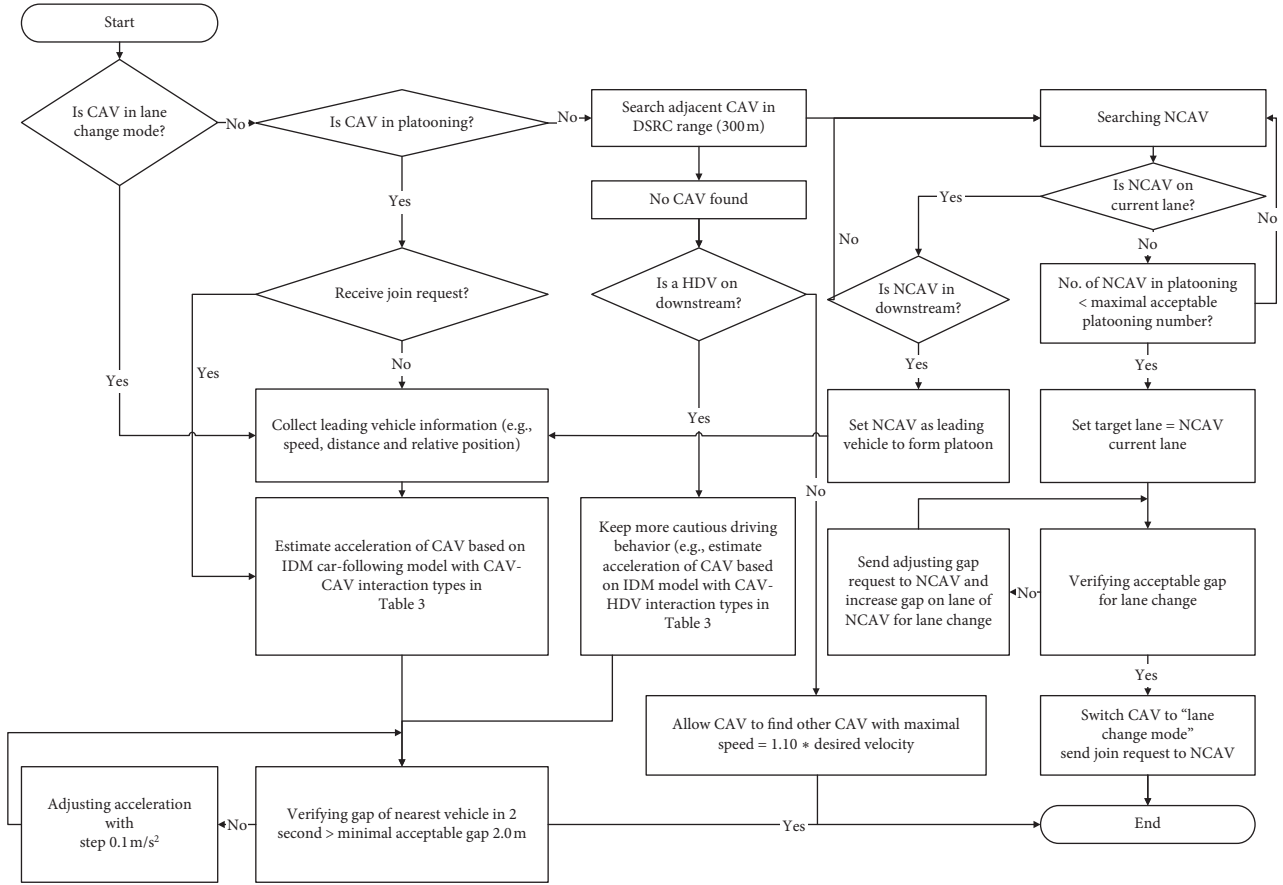 Start
Is CAV in lane
change mode?
No
Is CAV in platooning?
No
Search adjacent CAV in
DSRC range (300 m)
Searching NCAV
Yes
No CAV found
Yes
Is NCAV on
current lane?
No
No
No
Receive join request?
Is a HDV on
downstream?
Is NCAV in
downstream?
No. of NCAV in platooning
< maximal acceptable
platooning number?
Yes
Yes
No
Yes
Yes
Collect leading vehicle information (e.g.,
speed, distance and relative position)
Yes
Set NCAV as leading
vehicle to form platoon
Set target lane = NCAV
current lane
No
Estimate acceleration of CAV based on
IDM car-following model with CAV-
CAV interaction types in
Table 3
Keep more cautious driving
behavior (e.g., estimate
acceleration of CAV based
on IDM model with CAV-
HDV interaction types in
Table 3
Send adjusting gap
request to NCAV and
increase gap on lane of
NCAV for lane change
No
Verifying acceptable gap
for lane change
Yes
Allow CAV to find other CAV with maximal
speed = 1.10 ∗ desired velocity
Switch CAV to “lane
change mode”
send join request to NCAV
Adjusting acceleration
with
step 0.1 m/s²
No
Verifying gap of nearest vehicle in 2
second > minimal acceptable gap 2.0 m
Yes
End